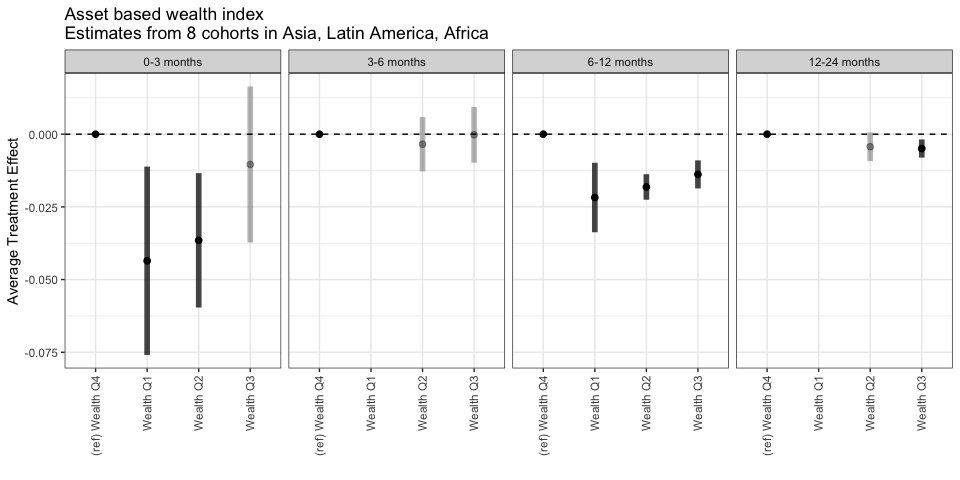 Asset based wealth index
Estimates from 8 cohorts in Asia, Latin America, Africa
0-3 months
3-6 months
6-12 months
12-24 months
Average Treatment Effect
0.000
-0.025
-0.050
-0.075
(ref) Wealth Q4
Wealth Q1
Wealth Q2
Wealth Q3
(ref) Wealth Q4
Wealth Q1
Wealth Q2
Wealth Q3
(ref) Wealth Q4
Wealth Q1
Wealth Q2
Wealth Q3
(ref) Wealth Q4
Wealth Q1
Wealth Q2
Wealth Q3